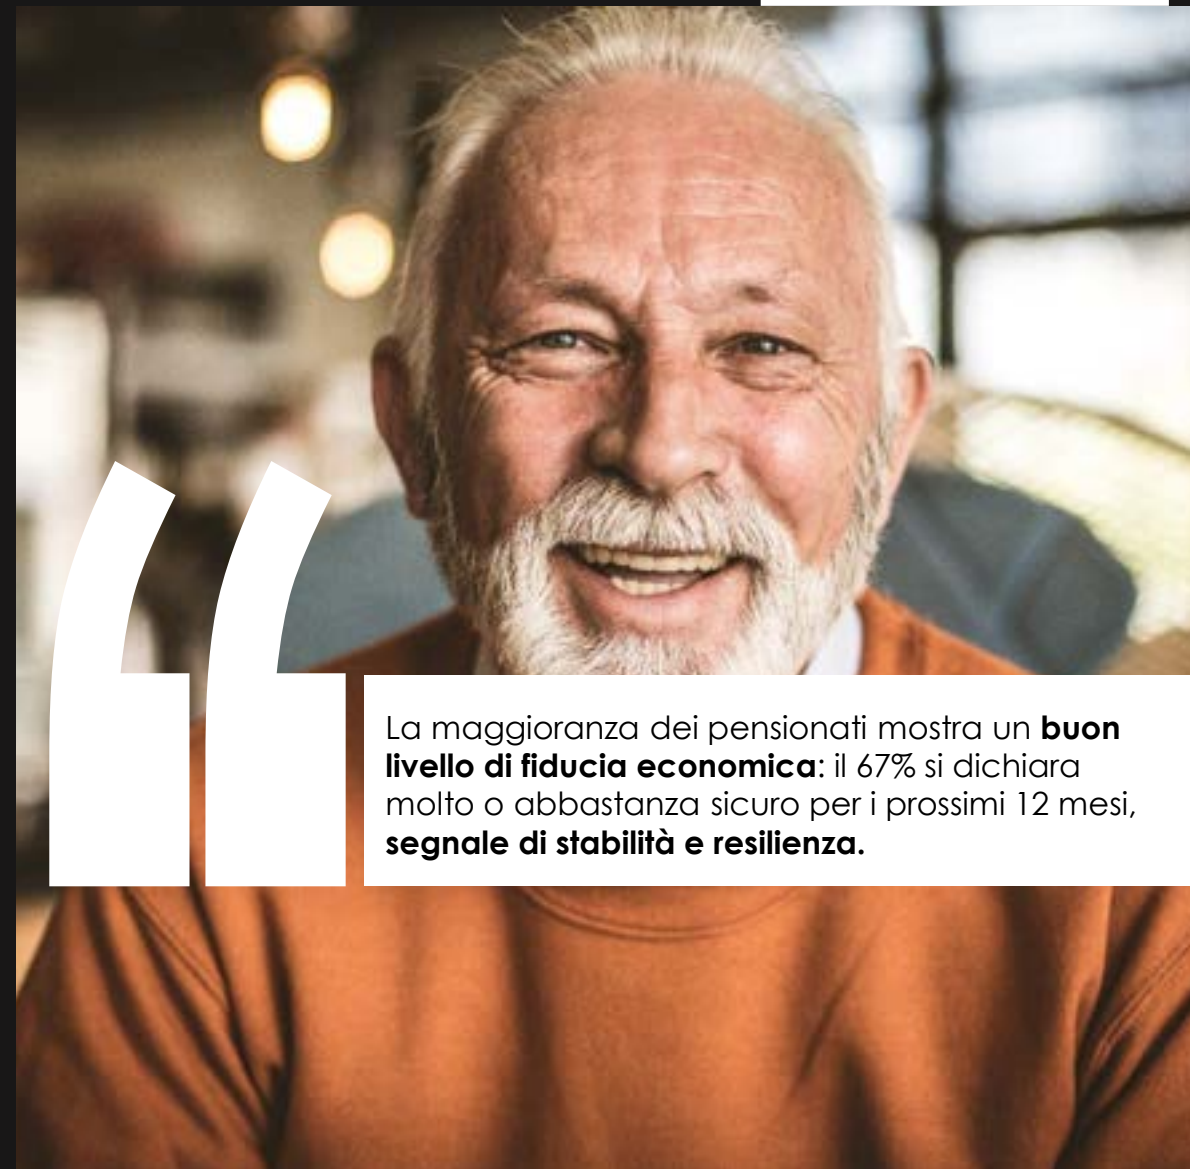 La maggioranza dei pensionati mostra un buon
livello di fiducia economica: il 67% si dichiara
molto o abbastanza sicuro per i prossimi 12 mesi,
segnale di stabilità e resilienza.